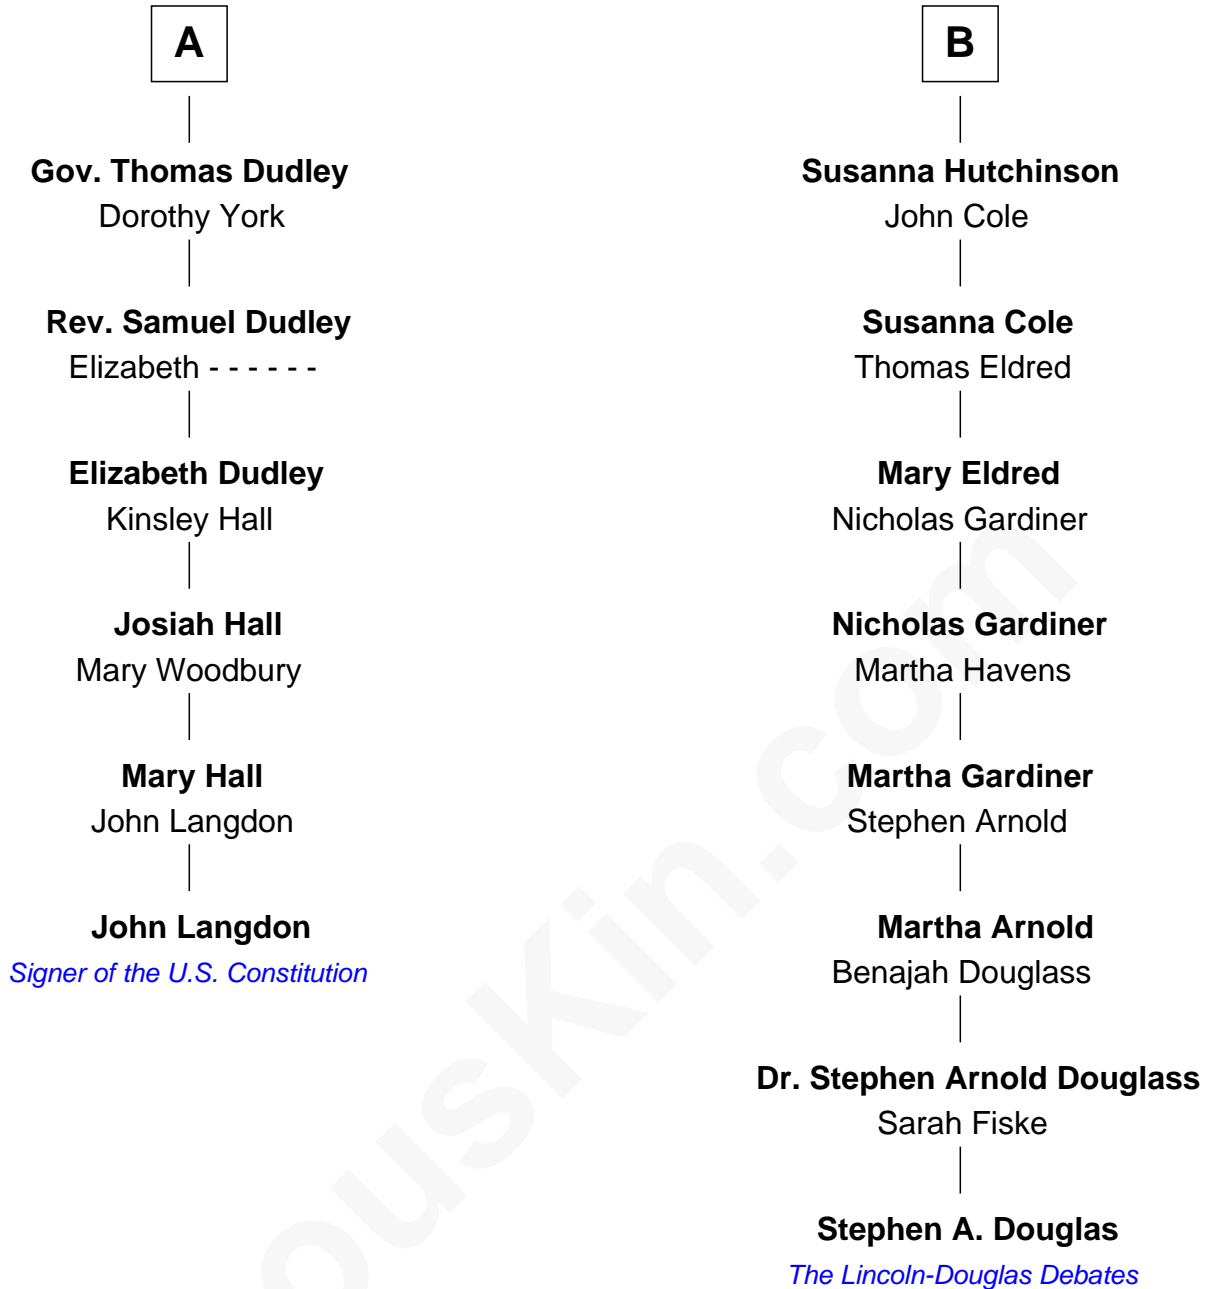 A
Gov. Thomas Dudley
Dorothy York
Rev. Samuel Dudley
Elizabeth - - - - - -
Elizabeth Dudley
Kinsley Hall
Josiah Hall
Mary Woodbury
Mary Hall
John Langdon
John Langdon
Signer of the U.S. Constitution
B
Susanna Hutchinson
John Cole
Susanna Cole
Thomas Eldred
Mary Eldred
Nicholas Gardiner
Nicholas Gardiner
Martha Havens
Martha Gardiner
Stephen Arnold
Martha Arnold
Benajah Douglass
Dr. Stephen Arnold Douglass
Sarah Fiske
Stephen A. Douglas
The Lincoln-Douglas Debates
ousKin.com